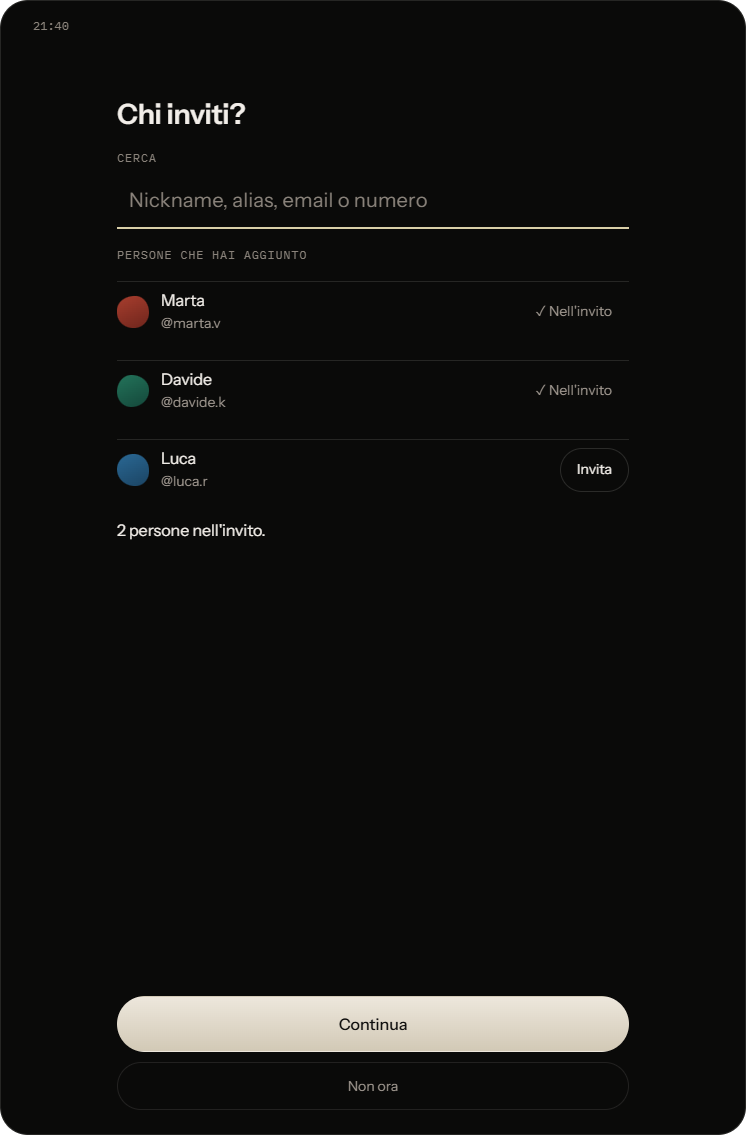 21:40
Chi inviti?
CERCA
Nickname, alias, email o numero
PERSONE CHE HAI AGGIUNTO
Marta
@marta.v
✓ Nell'invito
Davide
@davide.k
✓ Nell'invito
Luca
@luca.r
Invita
2 persone nell'invito.
Continua
Non ora